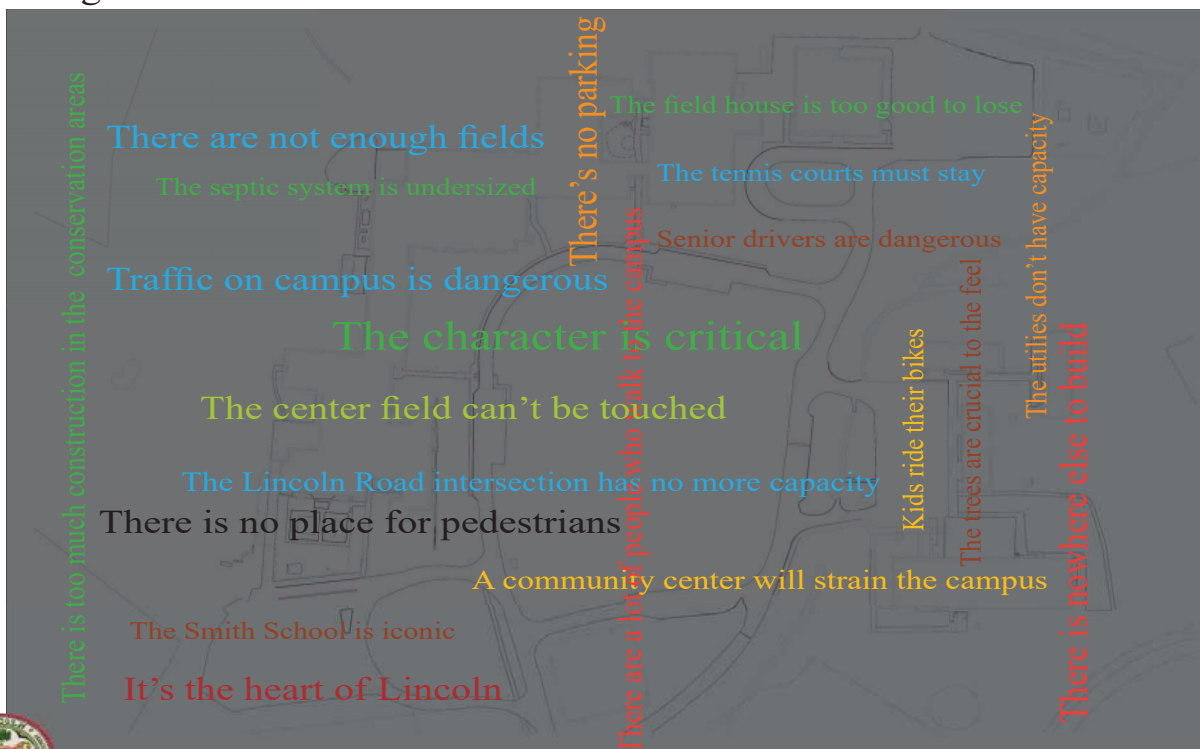 There's no parking
The field house is too good to lose
There are not enough fields
The tennis courts must stay
The septic system is undersized
Senior drivers are dangerous
Traffic on campus is dangerous
The character is critical
The center field can't be touched
The Lincoln Road intersection has no more capacity
There is no place for pedestrians
A community center will strain the campus
The Smith School is iconic
It's the heart of Lincoln
There is too much construction in the conservation areas
There are a lot of people who walk to the campus
Kids ride their bikes
The trees are crucial to the feel
The utilities don't have capacity
There is nowhere else to build